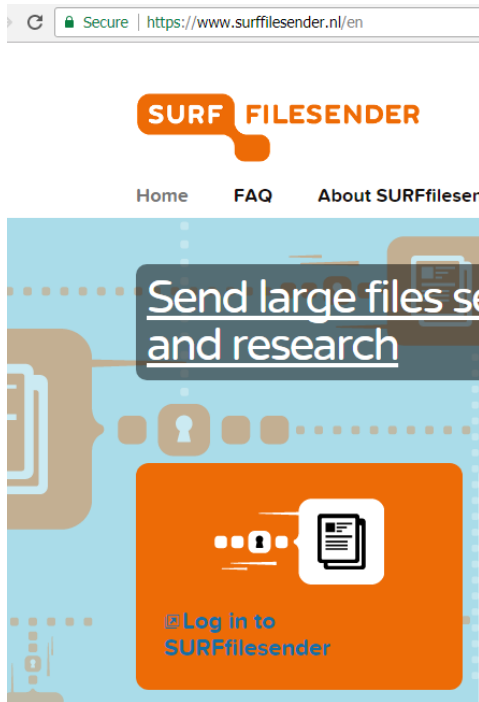 Secure | https://www.surffilesender.nl/en
SURF FILESENDER
Home FAQ About SURFfilesen
Send large files se
and research
Log in to
SURFfilesender